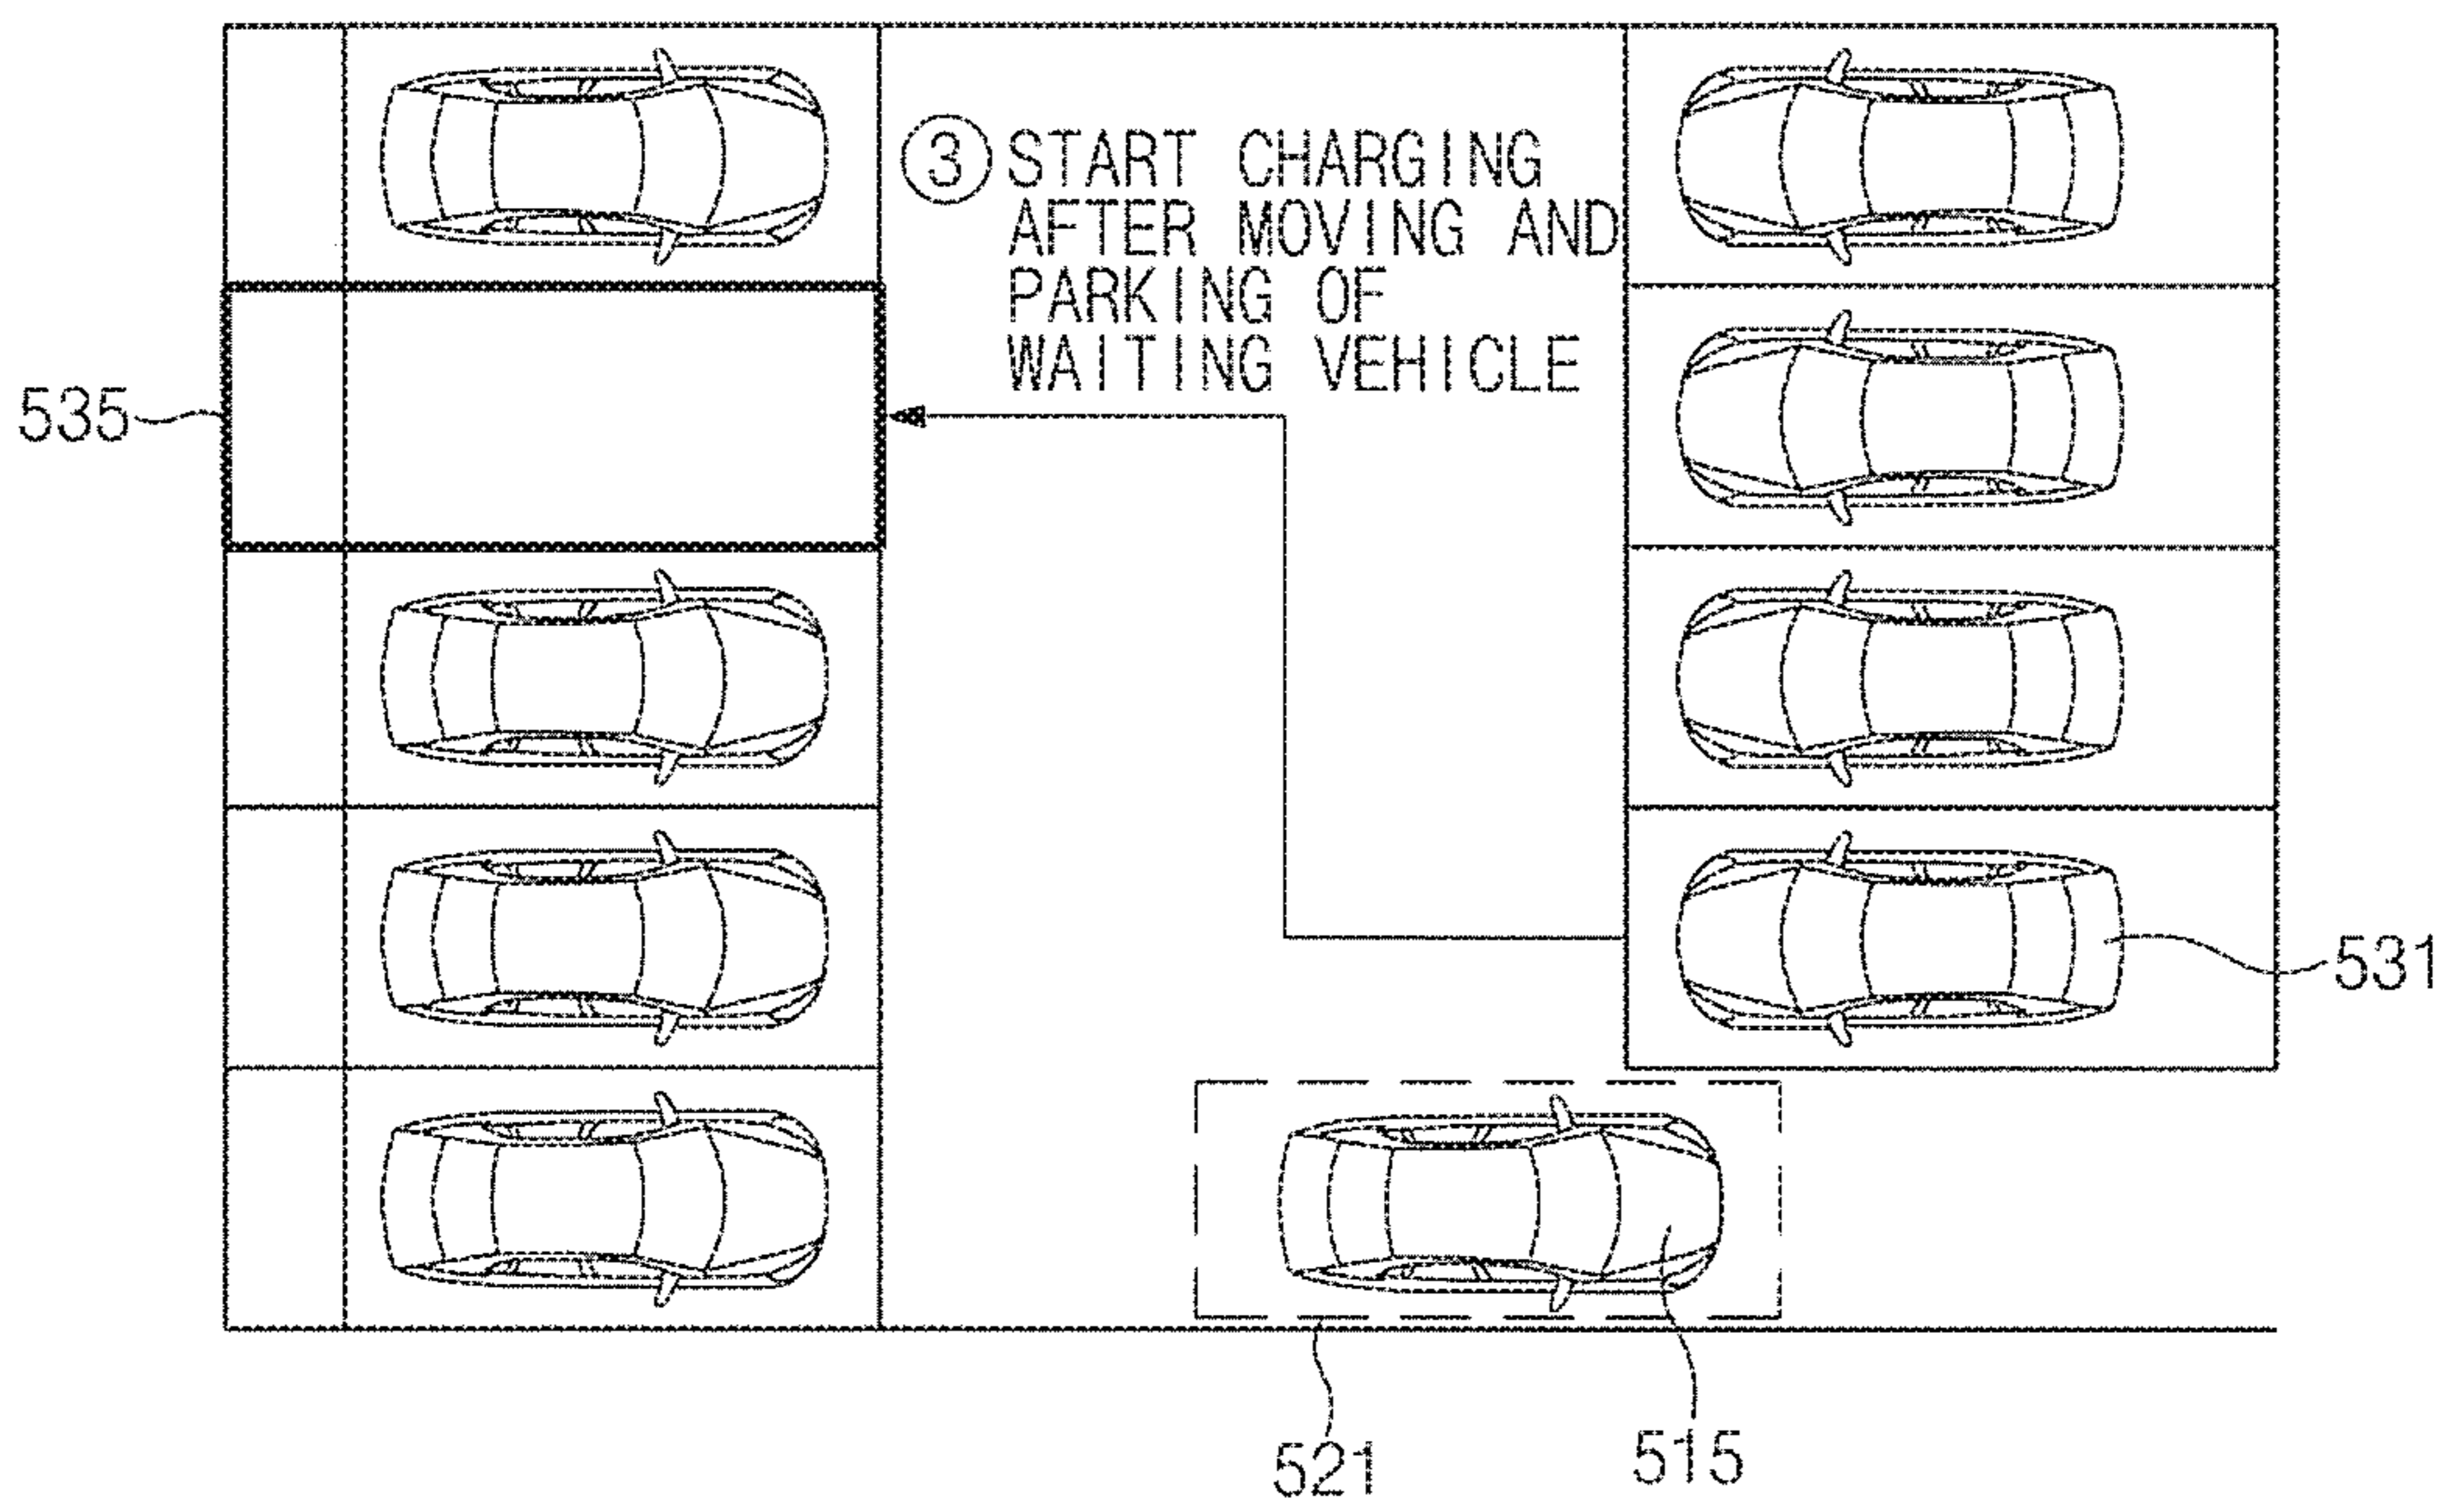 ③ START CHARGING
AFTER MOVING AND
PARKING OF
WAITING VEHICLE
535
531
521
515